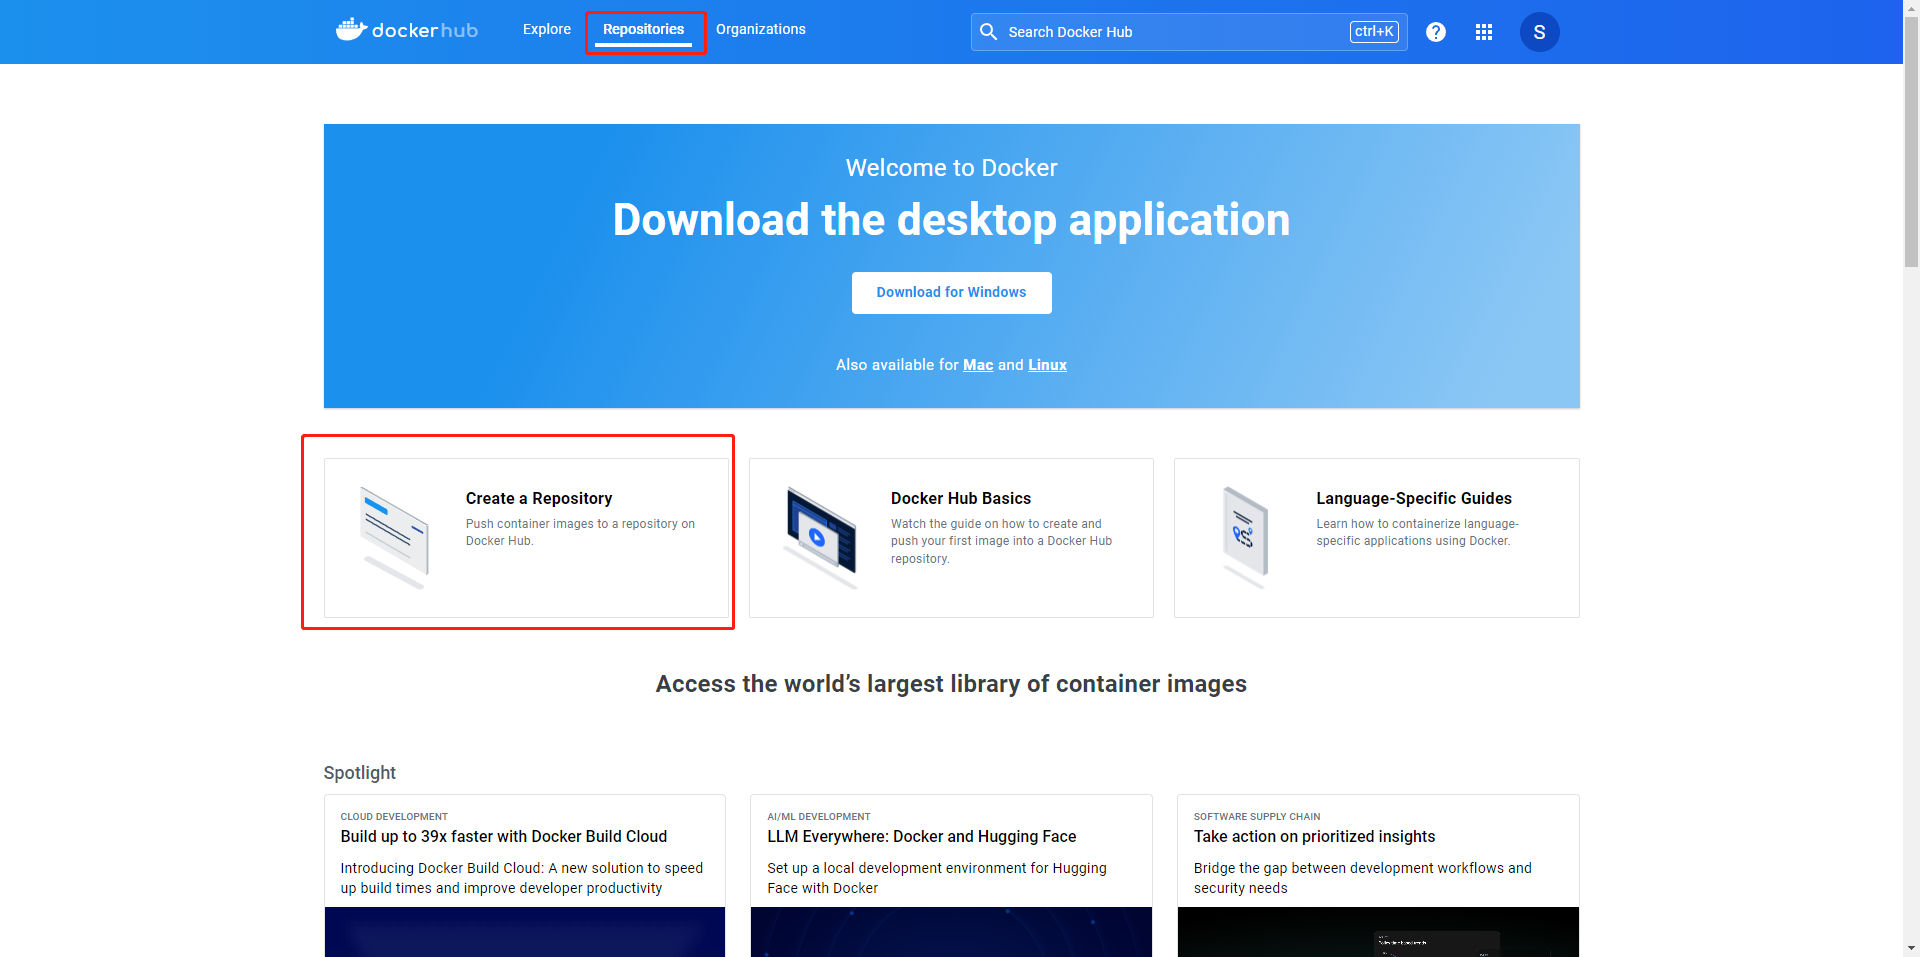 docker hub
Explore
Repositories
Organizations
Search Docker Hub
ctrl+K
?
S
Welcome to Docker
Download the desktop application
Download for Windows
Also available for Mac and Linux
Create a Repository
Push container images to a repository on
Docker Hub.
Docker Hub Basics
Watch the guide on how to create and
push your first image into a Docker Hub
repository.
Language-Specific Guides
Learn how to containerize language-
specific applications using Docker.
Access the world’s largest library of container images
Spotlight
CLOUD DEVELOPMENT
Build up to 39x faster with Docker Build Cloud
Introducing Docker Build Cloud: A new solution to speed
up build times and improve developer productivity
AI/ML DEVELOPMENT
LLM Everywhere: Docker and Hugging Face
Set up a local development environment for Hugging
Face with Docker
SOFTWARE SUPPLY CHAIN
Take action on prioritized insights
Bridge the gap between development workflows and
security needs